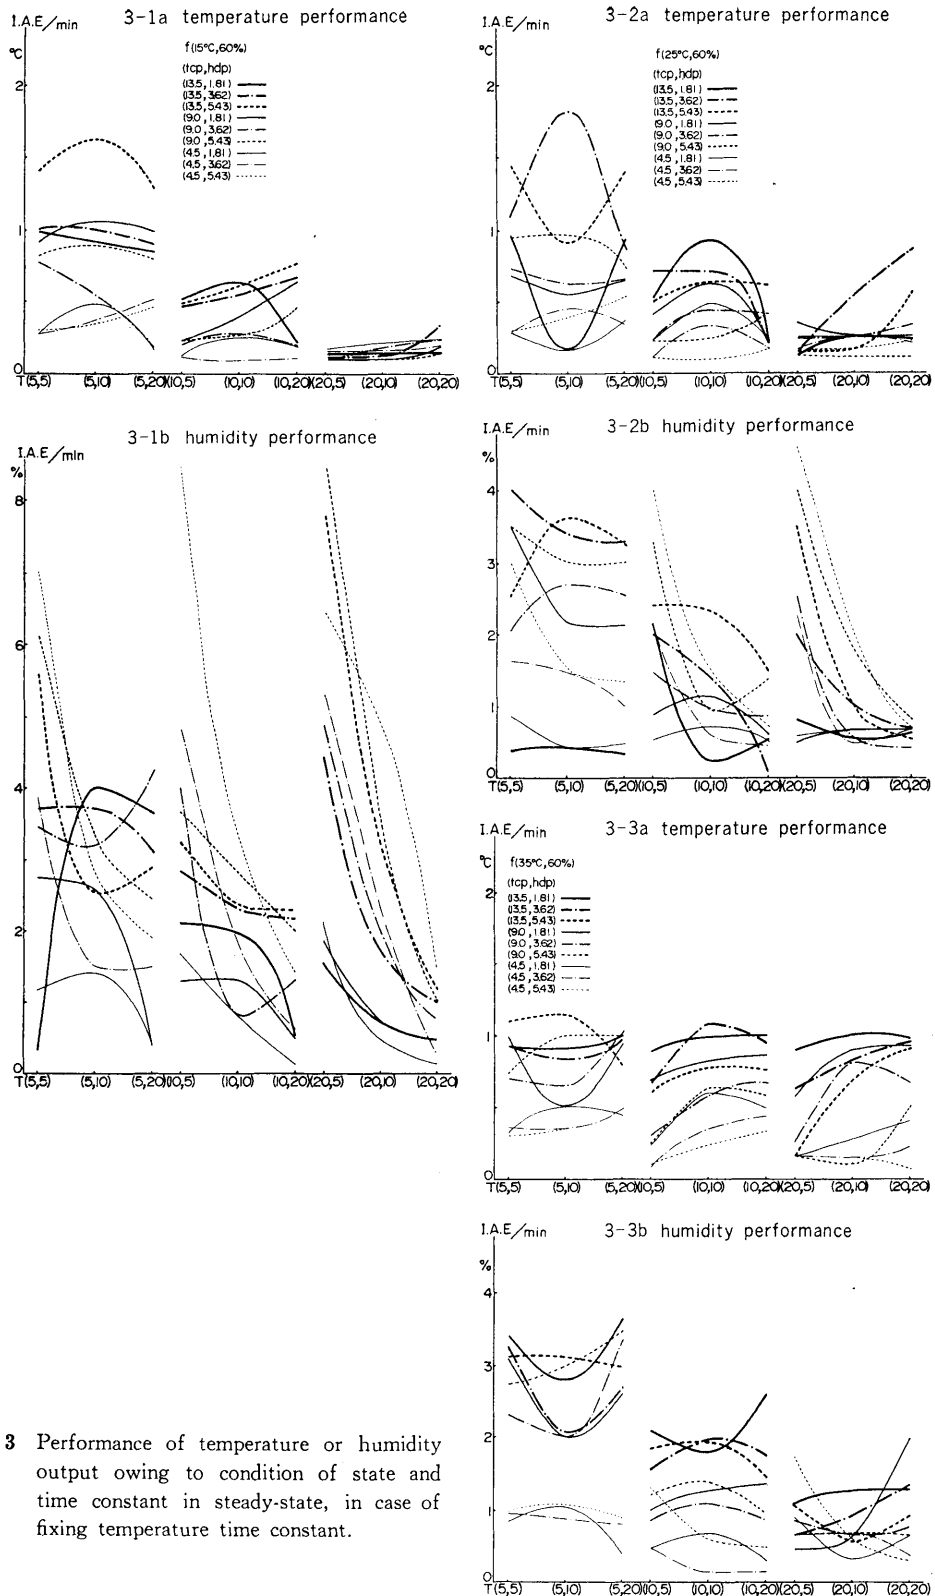 3-1a temperature performance
I.A.E/min
°C
f(15°C,60%)
(tcp,hdp)
(13.5,1.81)
(13.5,3.62)
(13.5,5.43)
(9.0,1.81)
(9.0,3.62)
(9.0,5.43)
(4.5,1.81)
(4.5,3.62)
(4.5,5.43)
2
1
0
T(5,5) (5,10) (5,20)(10,5) (10,10) (10,20)(20,5) (20,10) (20,20)
3-2a temperature performance
I.A.E/min
°C
f(25°C,60%)
(tcp,hdp)
(13.5,1.81)
(13.5,3.62)
(13.5,5.43)
(9.0,1.81)
(9.0,3.62)
(9.0,5.43)
(4.5,1.81)
(4.5,3.62)
(4.5,5.43)
2
1
0
T(5,5) (5,10) (5,20)(10,5) (10,10) (10,20)(20,5) (20,10) (20,20)
3-1b humidity performance
I.A.E/min
%
8
6
4
2
0
T(5,5) (5,10) (5,20)(10,5) (10,10) (10,20)(20,5) (20,10) (20,20)
3-2b humidity performance
I.A.E/min
%
4
3
2
1
0
T(5,5) (5,10) (5,20)(10,5) (10,10) (10,20)(20,5) (20,10) (20,20)
3-3a temperature performance
I.A.E/min
°C
f(35°C,60%)
(tcp,hdp)
(13.5,1.81)
(13.5,3.62)
(13.5,5.43)
(9.0,1.81)
(9.0,3.62)
(9.0,5.43)
(4.5,1.81)
(4.5,3.62)
(4.5,5.43)
2
1
0
T(5,5) (5,10) (5,20)(10,5) (10,10) (10,20)(20,5) (20,10) (20,20)
3-3b humidity performance
I.A.E/min
%
4
3
2
1
0
T(5,5) (5,10) (5,20)(10,5) (10,10) (10,20)(20,5) (20,10) (20,20)
3 Performance of temperature or humidity
output owing to condition of state and
time constant in steady-state, in case of
fixing temperature time constant.